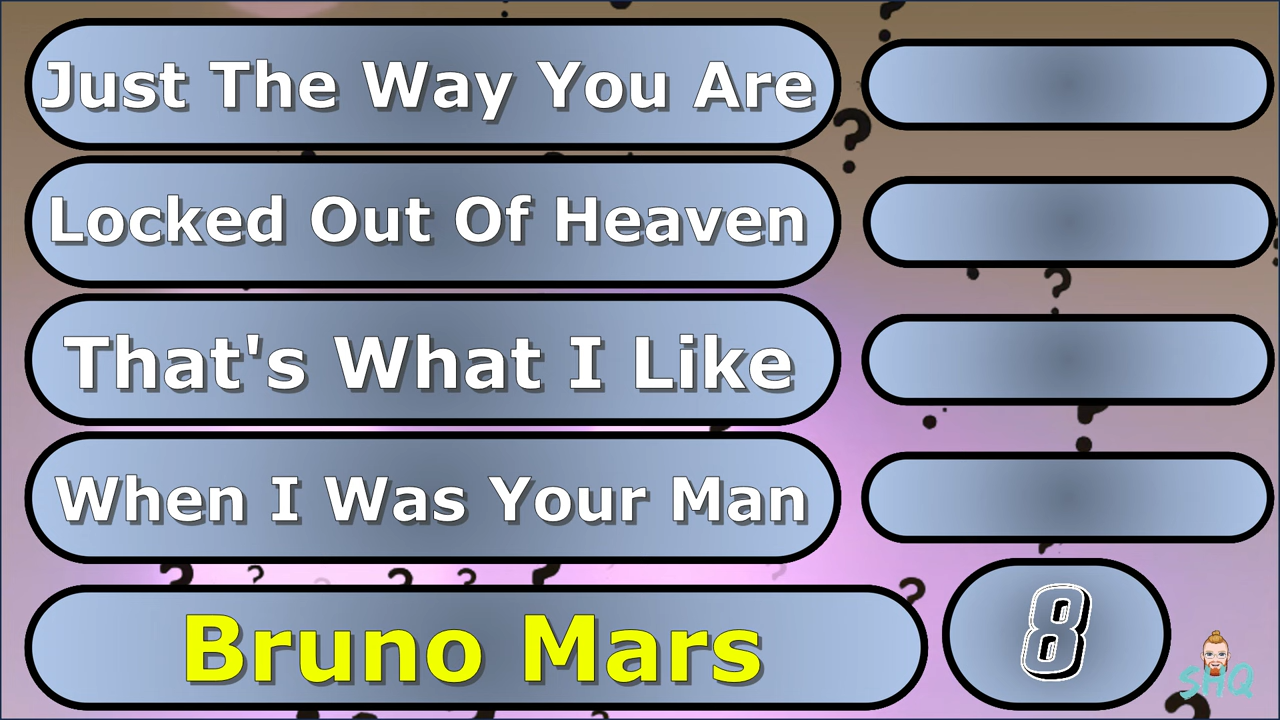 Just The Way You Are
Locked Out Of Heaven
That's What I Like
When I Was Your Man
Bruno Mars
8
SHQ